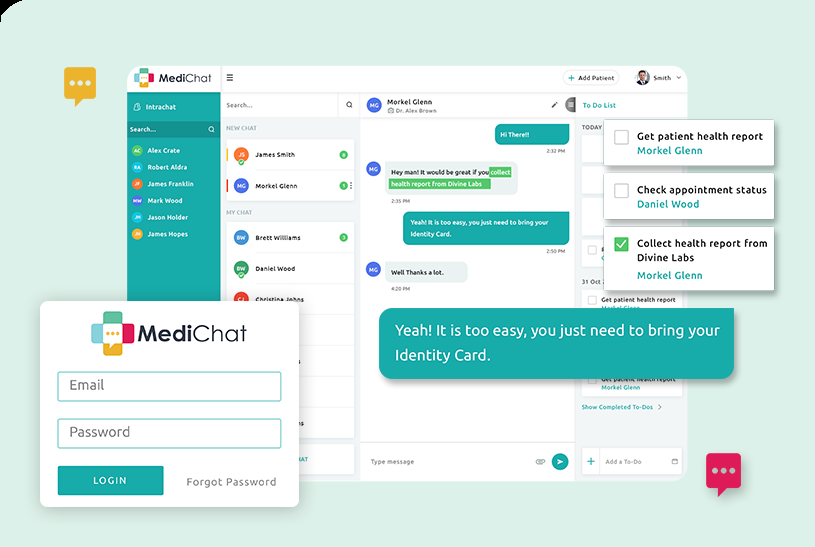 MediChat
+ Add Patient
Smith
Intrachat
Search...
AC Alex Crate
RA Robert Aldra
JF James Franklin
MW Mark Wood
JH Jason Holder
JH James Hopes
Search...
NEW CHAT
JS James Smith
MG Morkel Glenn 1
MY CHAT
BW Brett Williams
DW Daniel Wood
CJ Christina Johns
HAT
MG Morkel Glenn
Dr. Alex Brown
Hi There!!
2:32 PM
MG
Hey man! It would be great if you collect
health report from Divine Labs
2:35 PM
Yeah! It is too easy, you just need to bring your
Identity Card.
2:50 PM
MG
Well Thanks a lot.
4:20 PM
Yeah! It is too easy, you just need to bring your
Identity Card.
Type message
To Do List
TODAY
Get patient health report
Morkel Glenn
Check appointment status
Daniel Wood
Collect health report from
Divine Labs
Morkel Glenn
31 Oct
Get patient health report
Morkel Glenn
Get patient health report
Morkel Glenn
Show Completed To-Dos
+ Add a To-Do
MediChat
Email
Password
LOGIN
Forgot Password